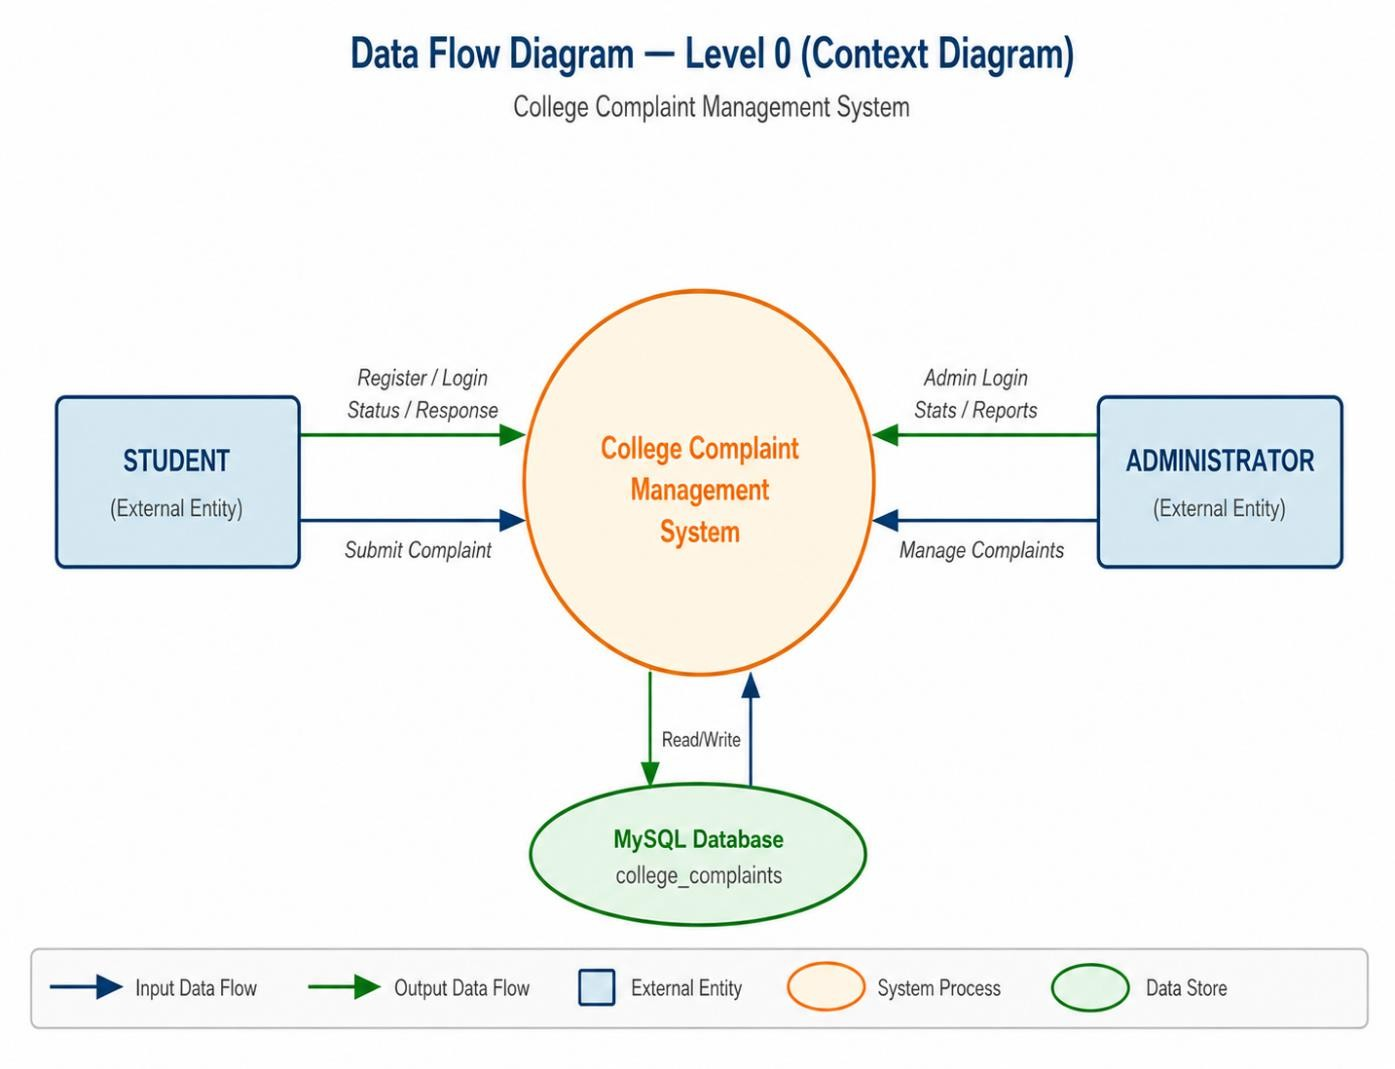 Data Flow Diagram — Level 0 (Context Diagram)
College Complaint Management System
Register / Login
Status / Response
Admin Login
Stats / Reports
STUDENT
(External Entity)
College Complaint
Management
System
ADMINISTRATOR
(External Entity)
Submit Complaint
Manage Complaints
Read/Write
MySQL Database
college_complaints
Input Data Flow
Output Data Flow
External Entity
System Process
Data Store